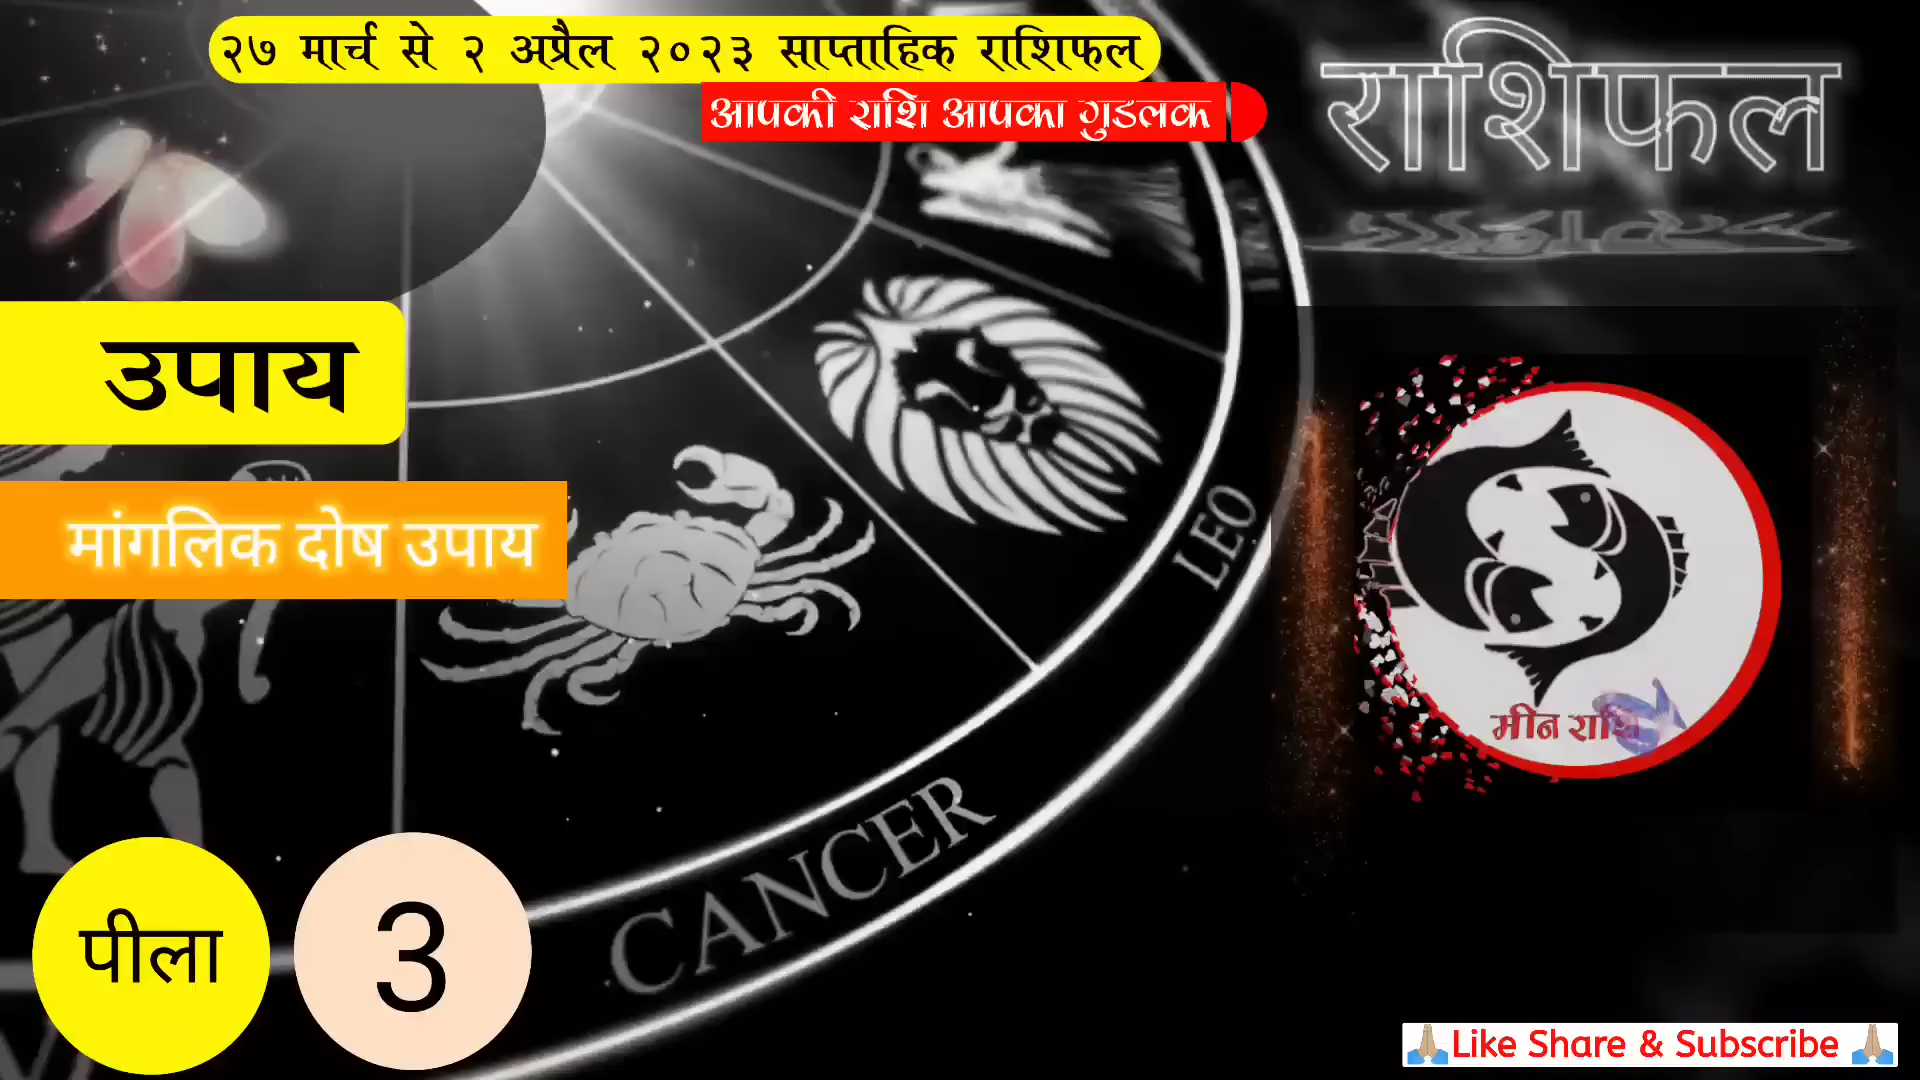 २७ मार्च से २ अप्रैल २०२३ साप्ताहिक राशिफल
आपकी राशि आपका गुडलक
राशिफल
उपाय
मांगलिक दोष उपाय
LEO
CANCER
मीन राशि
पीला
3
🙏🏼Like Share & Subscribe 🙏🏼